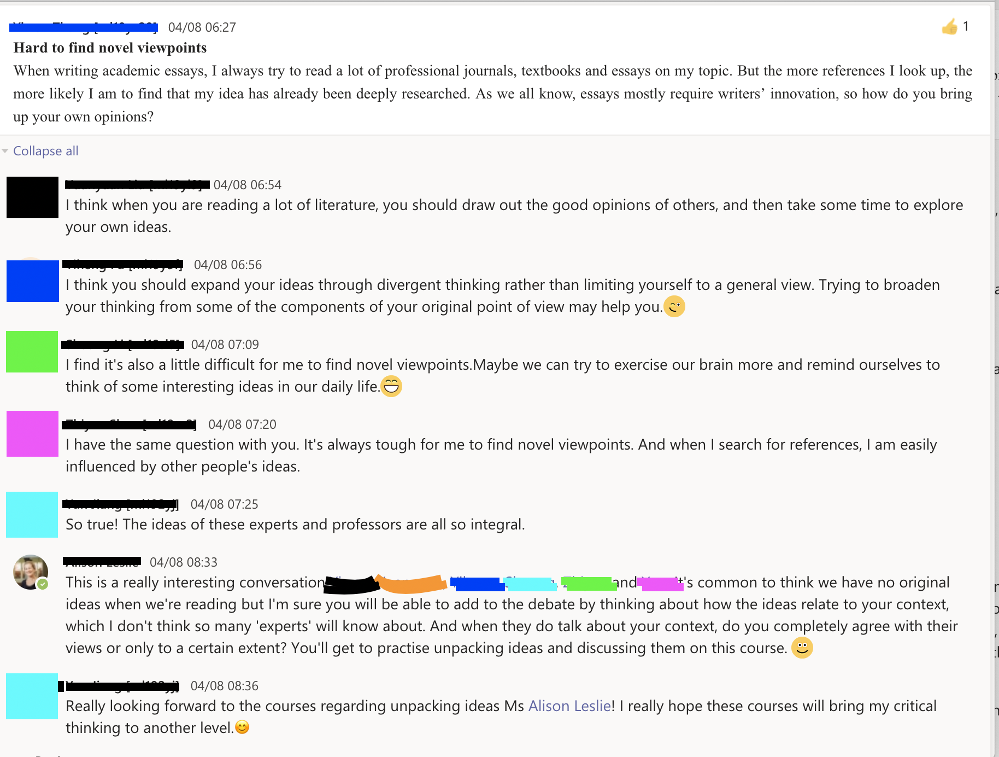 04/08 06:27
1
Hard to find novel viewpoints
When writing academic essays, I always try to read a lot of professional journals, textbooks and essays on my topic. But the more references I look up, the
more likely I am to find that my idea has already been deeply researched. As we all know, essays mostly require writers’ innovation, so how do you bring
up your own opinions?
Collapse all
04/08 06:54
I think when you are reading a lot of literature, you should draw out the good opinions of others, and then take some time to explore
your own ideas.
04/08 06:56
I think you should expand your ideas through divergent thinking rather than limiting yourself to a general view. Trying to broaden
your thinking from some of the components of your original point of view may help you.
04/08 07:09
I find it's also a little difficult for me to find novel viewpoints.Maybe we can try to exercise our brain more and remind ourselves to
think of some interesting ideas in our daily life.
04/08 07:20
I have the same question with you. It's always tough for me to find novel viewpoints. And when I search for references, I am easily
influenced by other people's ideas.
04/08 07:25
So true! The ideas of these experts and professors are all so integral.
04/08 08:33
This is a really interesting conversation and It's common to think we have no original
ideas when we're reading but I'm sure you will be able to add to the debate by thinking about how the ideas relate to your context,
which I don't think so many 'experts' will know about. And when they do talk about your context, do you completely agree with their
views or only to a certain extent? You'll get to practise unpacking ideas and discussing them on this course.
04/08 08:36
Really looking forward to the courses regarding unpacking ideas Ms Alison Leslie! I really hope these courses will bring my critical
thinking to another level.